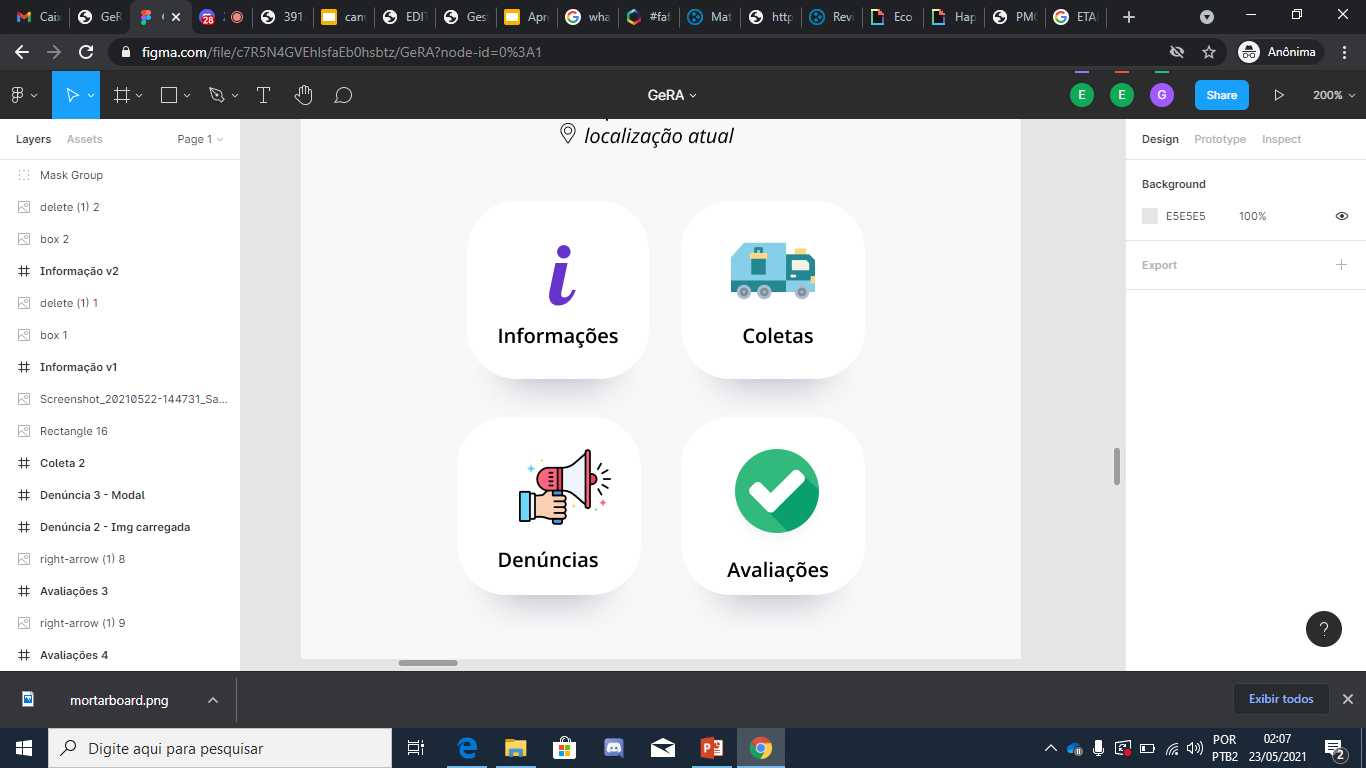 Caix
GeR
28
391
canv
EDIT
Gest
Apre
wha
#faf
Mat
http
Revi
Eco
Hap
PMC
ETA
figma.com/file/c7R5N4GVEhIsfaEb0hsbtz/GeRA?node-id=0%3A1
Anônima
GeRA
E
E
G
Share
200%
Layers
Assets
Page 1
Design
Prototype
Inspect
Mask Group
delete (1) 2
box 2
Informação v2
delete (1) 1
box 1
Informação v1
Screenshot_20210522-144731_Sa...
Rectangle 16
Coleta 2
Denúncia 3 - Modal
Denúncia 2 - Img carregada
right-arrow (1) 8
Avaliações 3
right-arrow (1) 9
Avaliações 4
localização atual
i
Informações
Coletas
Denúncias
Avaliações
Background
E5E5E5
100%
Export
?
mortarboard.png
Exibir todos
Digite aqui para pesquisar
POR
PTB2
02:07
23/05/2021
2